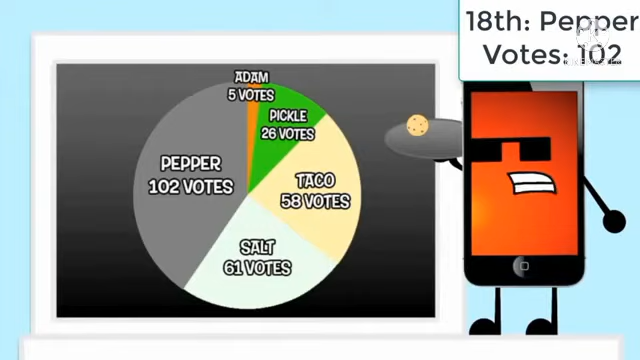 18th: Pepper
Votes: 102
ADAM
5 VOTES
PICKLE
26 VOTES
PEPPER
102 VOTES
TACO
58 VOTES
SALT
61 VOTES